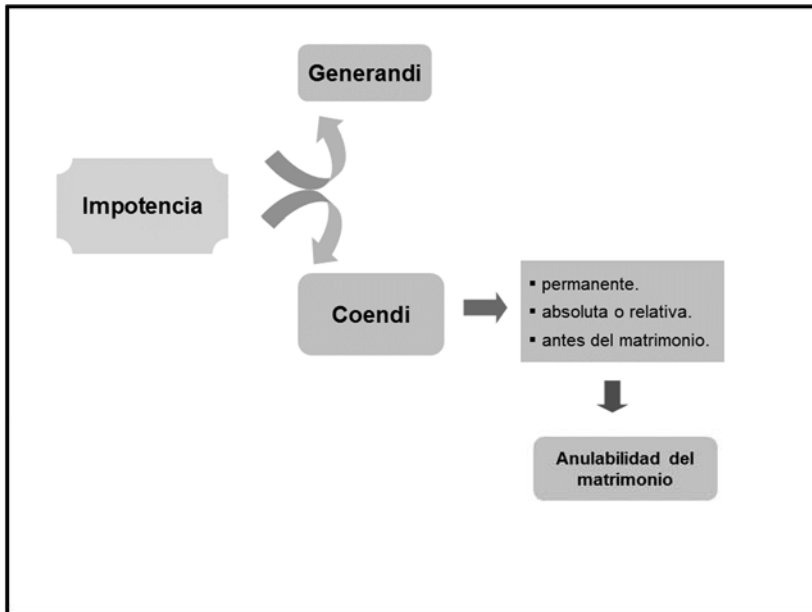 Generandi
Impotencia
Coendi
▪ permanente.
▪ absoluta o relativa.
▪ antes del matrimonio.
Anulabilidad del
matrimonio